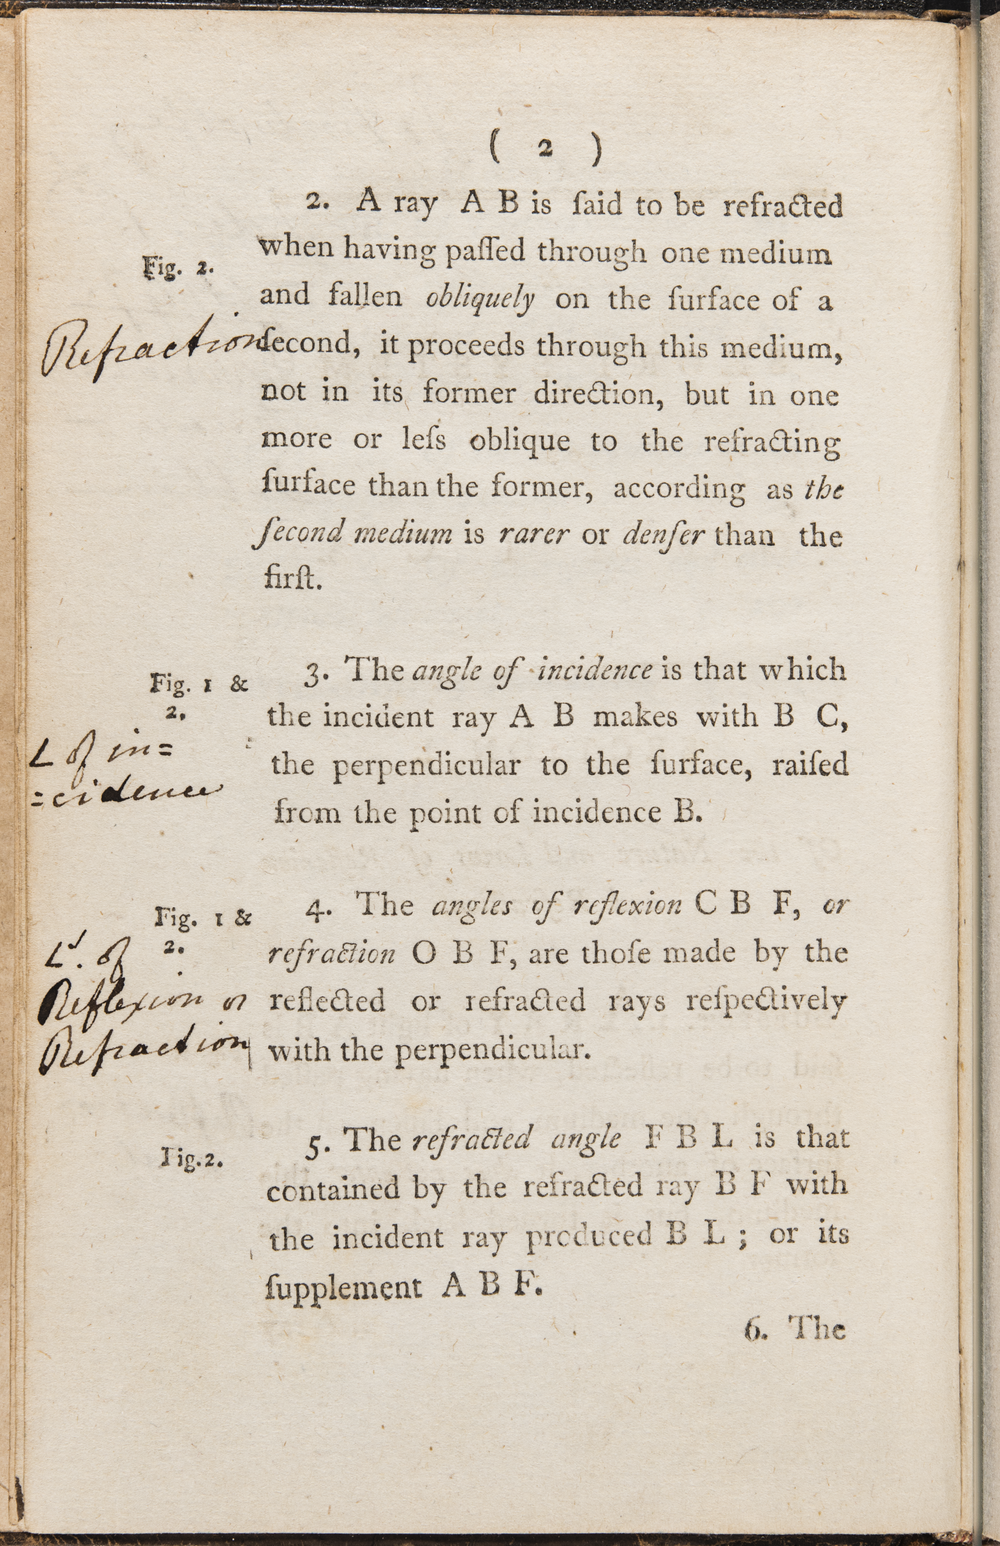 ( 2 )
2. A ray A B is ſaid to be refracted
when having paſſed through one medium
Fig. 2.
and fallen obliquely on the ſurface of a
Refraction
ſecond, it proceeds through this medium,
not in its former direction, but in one
more or leſs oblique to the refracting
ſurface than the former, according as the
ſecond medium is rarer or denſer than the
firſt.
3. The angle of incidence is that which
Fig. 1 &
2.
the incident ray A B makes with B C,
∠ of in=
=cidence
the perpendicular to the ſurface, raiſed
from the point of incidence B.
4. The angles of reflexion C B F, or
Fig. 1 &
2.
refraction O B F, are thoſe made by the
∠s. of
Reflexion or
Refraction
reflected or refracted rays reſpectively
with the perpendicular.
5. The refracted angle F B L is that
Fig. 2.
contained by the refracted ray B F with
the incident ray produced B L ; or its
ſupplement A B F.
6. The